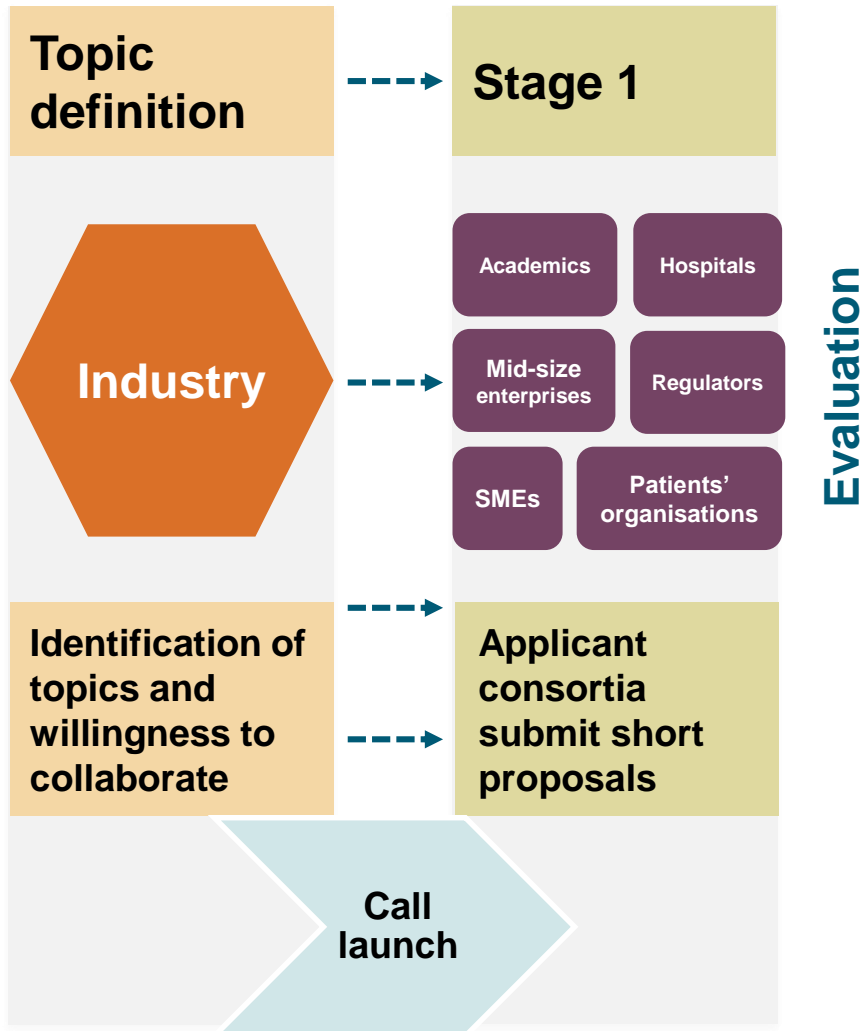 Topic
definition
Stage 1
Industry
Academics
Hospitals
Mid-size
enterprises
Regulators
SMEs
Patients’
organisations
Evaluation
Identification of
topics and
willingness to
collaborate
Applicant
consortia
submit short
proposals
Call
launch